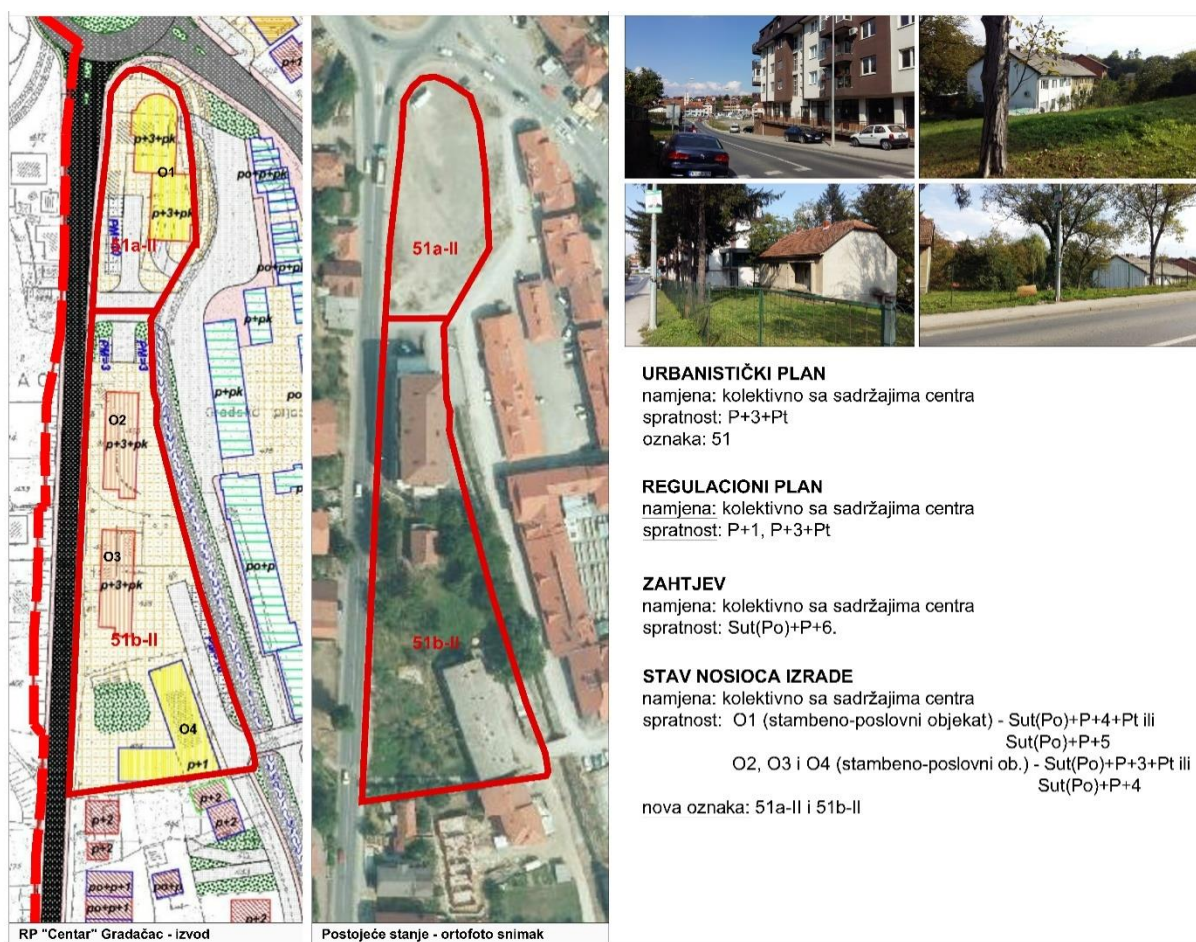 p+1
p+3+pk
O1
p+3+pk
51a-II
po+p+pk
po+p+pk
PM=3
PM=3
p+pk
O2
p+3+pk
p+pk
O3
p+3+pk
51b-II
po+p
O4
p+1
p+2
p+2
p+2
p+2
po+p+1
po+p
po+p+1
p+2
RP "Centar" Gradačac - izvod
51a-II
51b-II
Postojeće stanje - ortofoto snimak
URBANISTIČKI PLAN
namjena: kolektivno sa sadržajima centra
spratnost: P+3+Pt
oznaka: 51
REGULACIONI PLAN
namjena: kolektivno sa sadržajima centra
spratnost: P+1, P+3+Pt
ZAHTJEV
namjena: kolektivno sa sadržajima centra
spratnost: Sut(Po)+P+6.
STAV NOSIOCA IZRADE
namjena: kolektivno sa sadržajima centra
spratnost: O1 (stambeno-poslovni objekat) - Sut(Po)+P+4+Pt ili
Sut(Po)+P+5
O2, O3 i O4 (stambeno-poslovni ob.) - Sut(Po)+P+3+Pt ili
Sut(Po)+P+4
nova oznaka: 51a-II i 51b-II